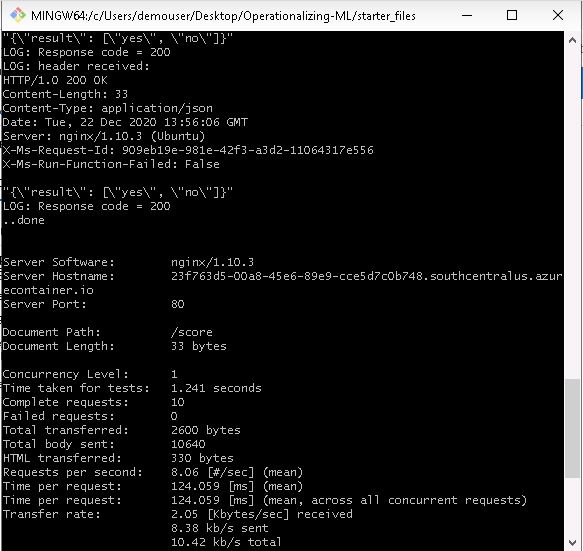 MINGW64:/c/Users/demouser/Desktop/Operationalizing-ML/starter_files
"{\"result\": [\"yes\", \"no\"]}"
LOG: Response code = 200
LOG: header received:
HTTP/1.0 200 OK
Content-Length: 33
Content-Type: application/json
Date: Tue, 22 Dec 2020 13:56:06 GMT
Server: nginx/1.10.3 (Ubuntu)
X-Ms-Request-Id: 909eb19e-981e-42f3-a3d2-11064317e556
X-Ms-Run-Function-Failed: False
"{\"result\": [\"yes\", \"no\"]}"
LOG: Response code = 200
..done
Server Software: nginx/1.10.3
Server Hostname: 23f763d5-00a8-45e6-89e9-cce5d7c0b748.southcentralus.azur
econtainer.io
Server Port: 80
Document Path: /score
Document Length: 33 bytes
Concurrency Level: 1
Time taken for tests: 1.241 seconds
Complete requests: 10
Failed requests: 0
Total transferred: 2600 bytes
Total body sent: 10640
HTML transferred: 330 bytes
Requests per second: 8.06 [#/sec] (mean)
Time per request: 124.059 [ms] (mean)
Time per request: 124.059 [ms] (mean, across all concurrent requests)
Transfer rate: 2.05 [Kbytes/sec] received
8.38 kb/s sent
10.42 kb/s total